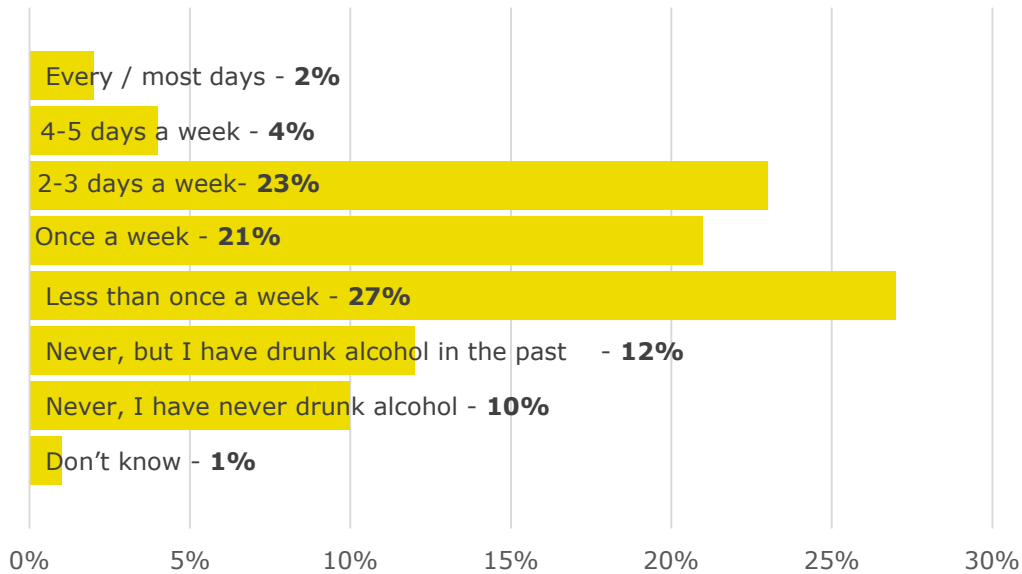 Every / most days - 2%
4-5 days a week - 4%
2-3 days a week- 23%
Once a week - 21%
Less than once a week - 27%
Never, but I have drunk alcohol in the past - 12%
Never, I have never drunk alcohol - 10%
Don’t know - 1%
0% 5% 10% 15% 20% 25% 30%